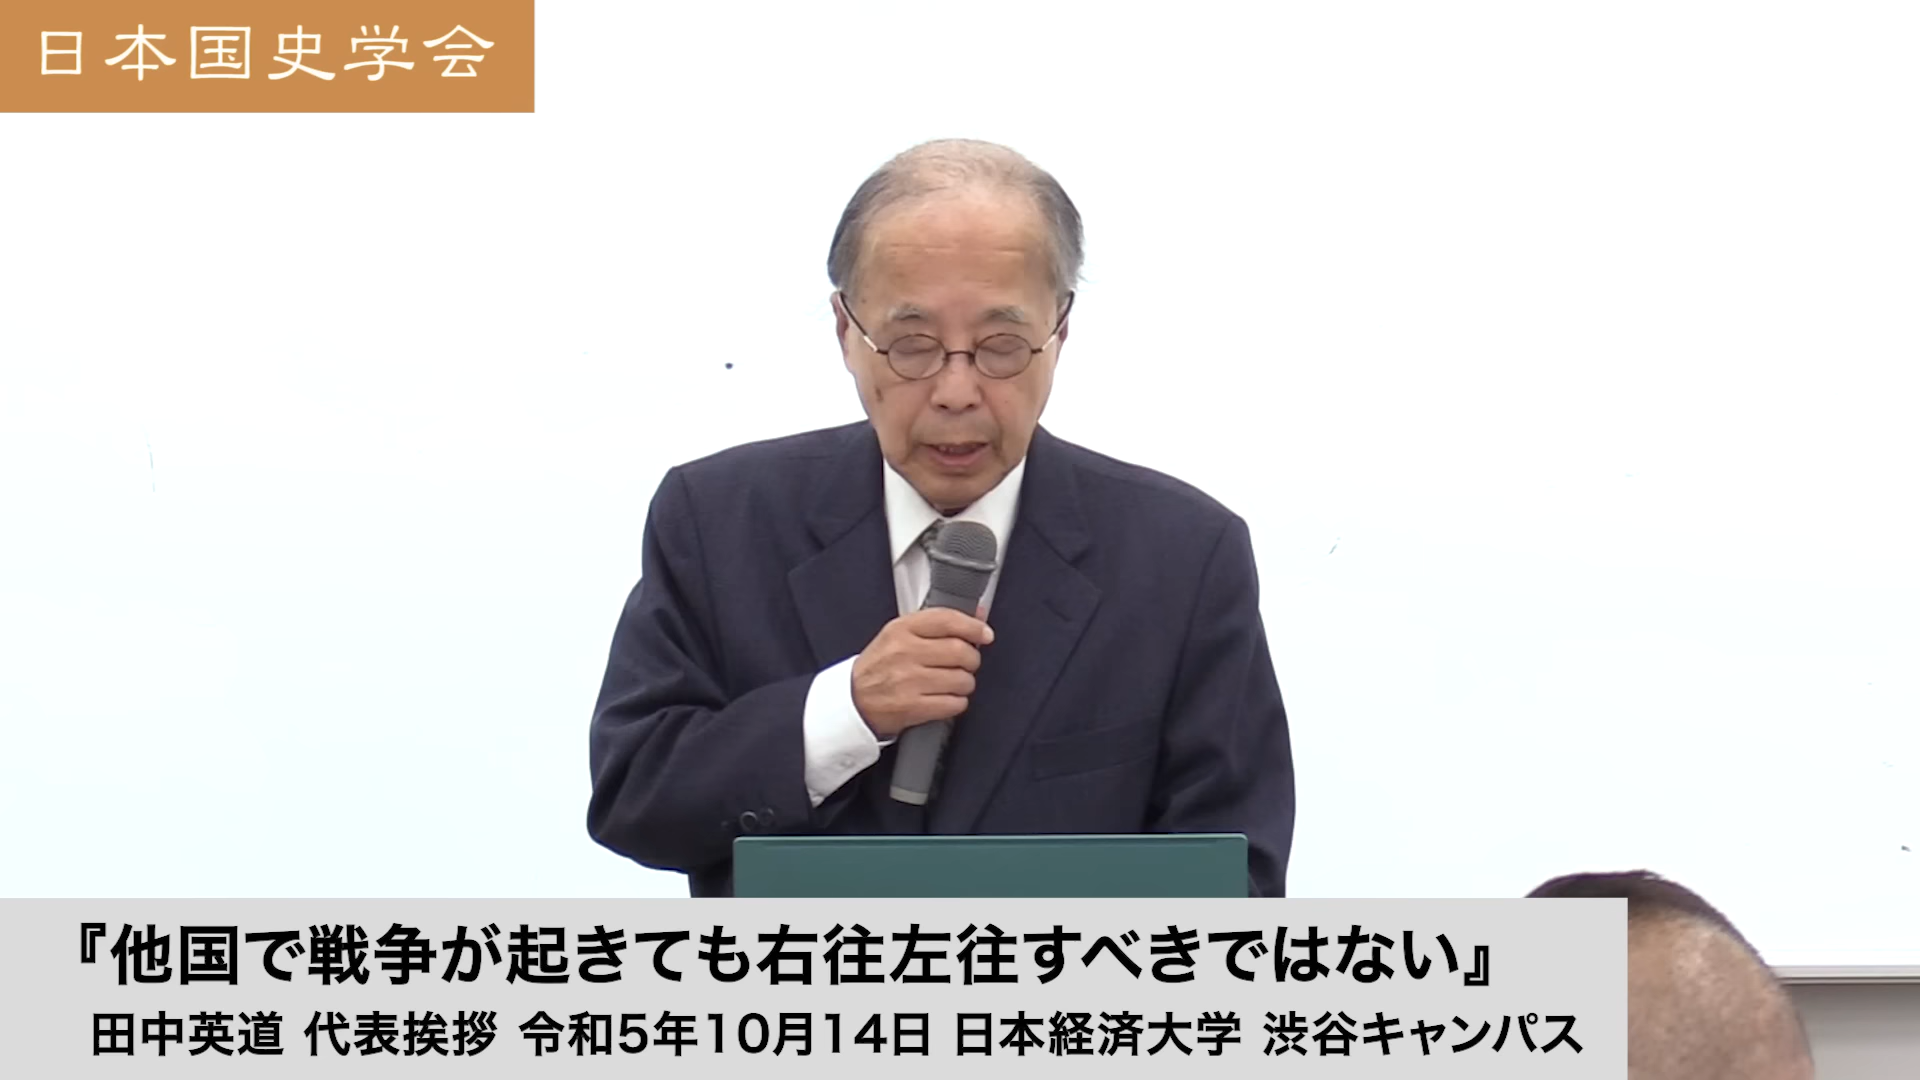 日本国史学会
『他国で戦争が起きても右往左往すべきではない』
田中英道 代表挨拶 令和5年10月14日 日本経済大学 渋谷キャンパス